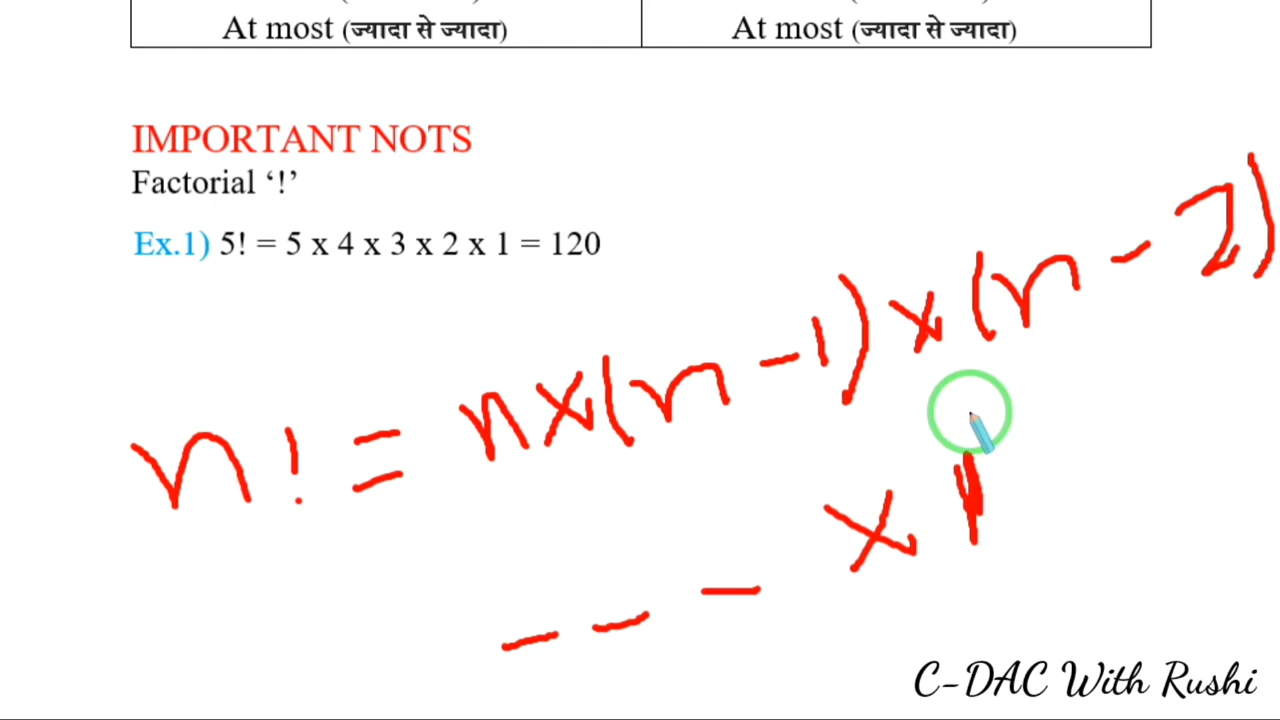 At most (ज्यादा से ज्यादा) At most (ज्यादा से ज्यादा)
IMPORTANT NOTS
Factorial ‘!’
Ex.1) 5! = 5 x 4 x 3 x 2 x 1 = 120
n! = n x (n - 1) x (n - 2)
- - - x 1
C-DAC With Rushi